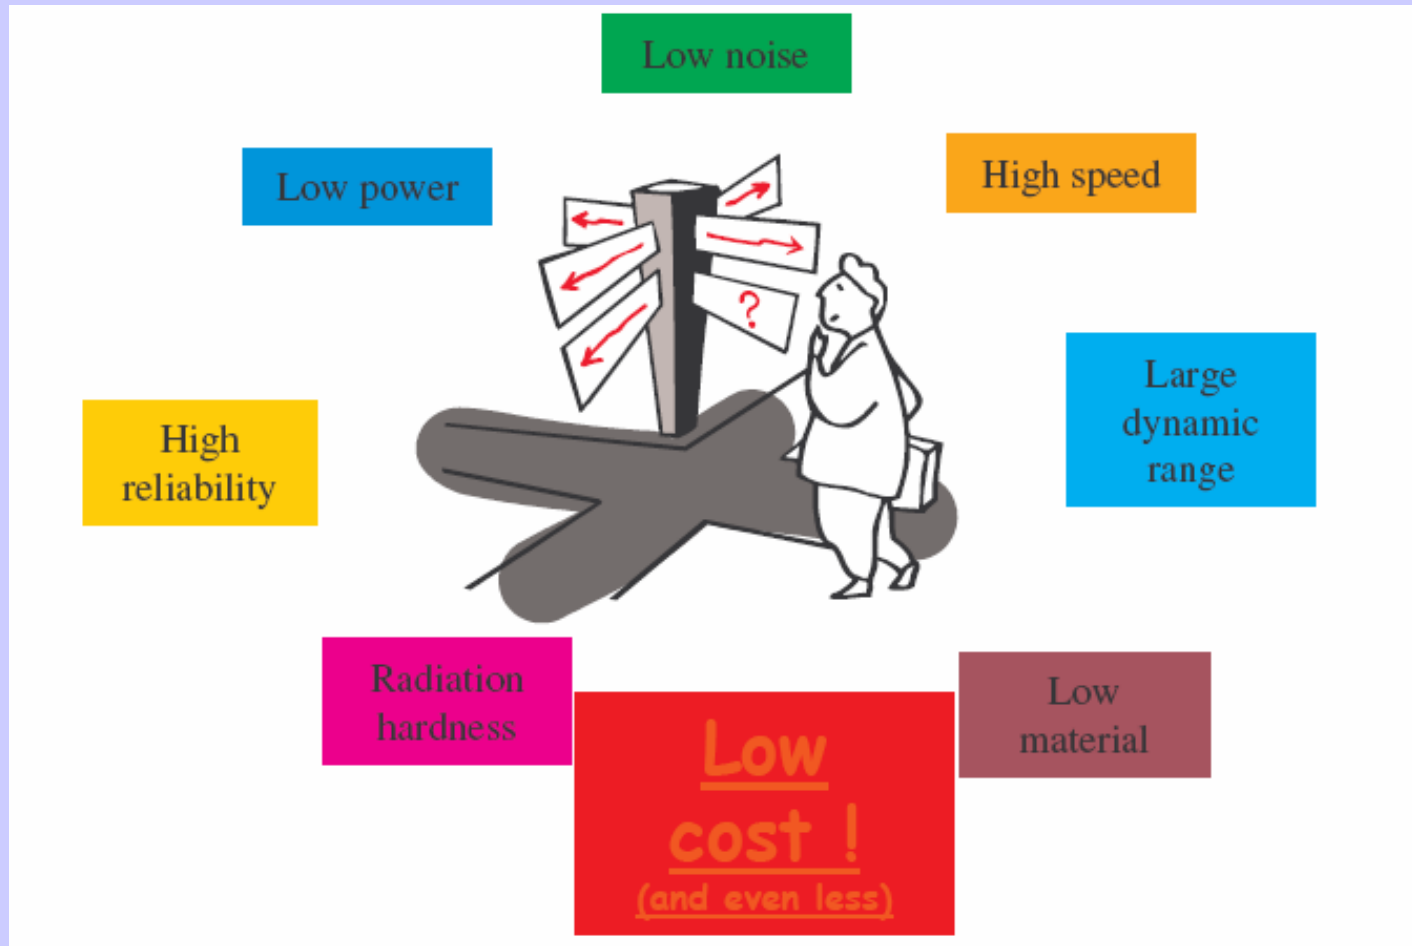 Low noise
Low power
High speed
?
Large
dynamic
range
High
reliability
Radiation
hardness
Low
material
Low
cost !
(and even less)